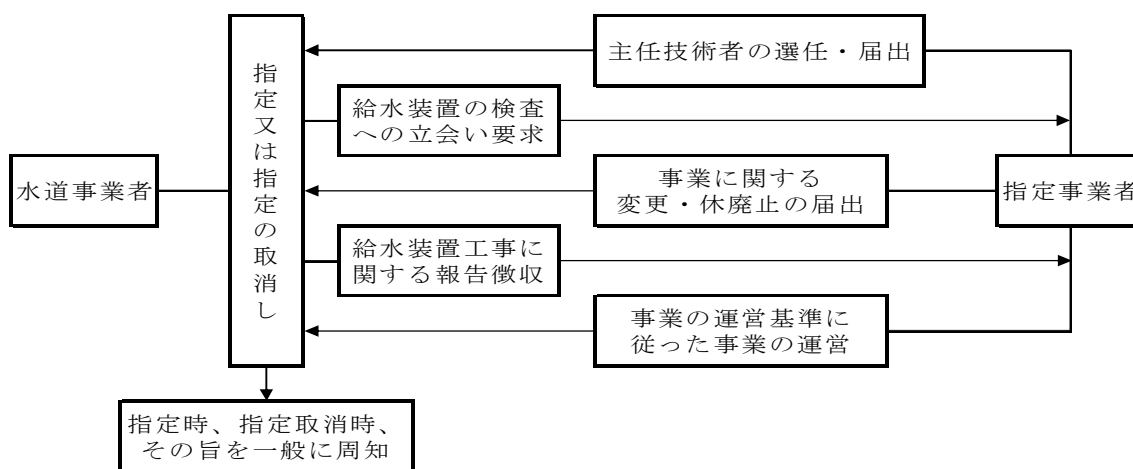 主任技術者の選任・届出
指定又は指定の取消し
給水装置の検査
への立会い要求
水道事業者
事業に関する
変更・休廃止の届出
指定事業者
給水装置工事に
関する報告徴収
事業の運営基準に
従った事業の運営
指定時、指定取消時、
その旨を一般に周知